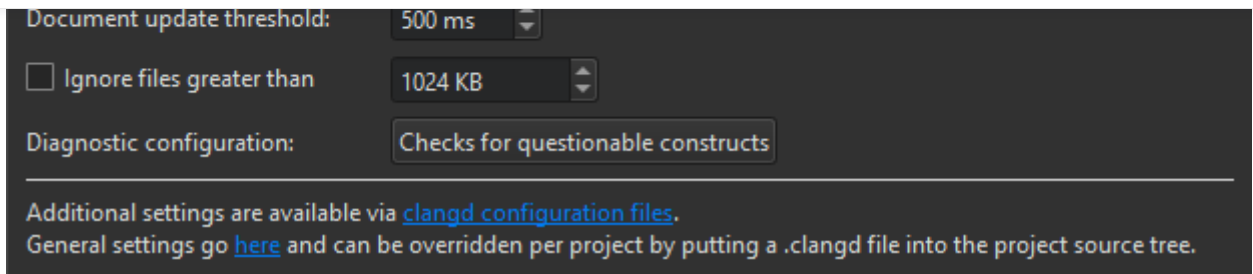 Document update threshold: 500 ms
Ignore files greater than 1024 KB
Diagnostic configuration: Checks for questionable constructs
Additional settings are available via clangd configuration files.
General settings go here and can be overridden per project by putting a .clangd file into the project source tree.